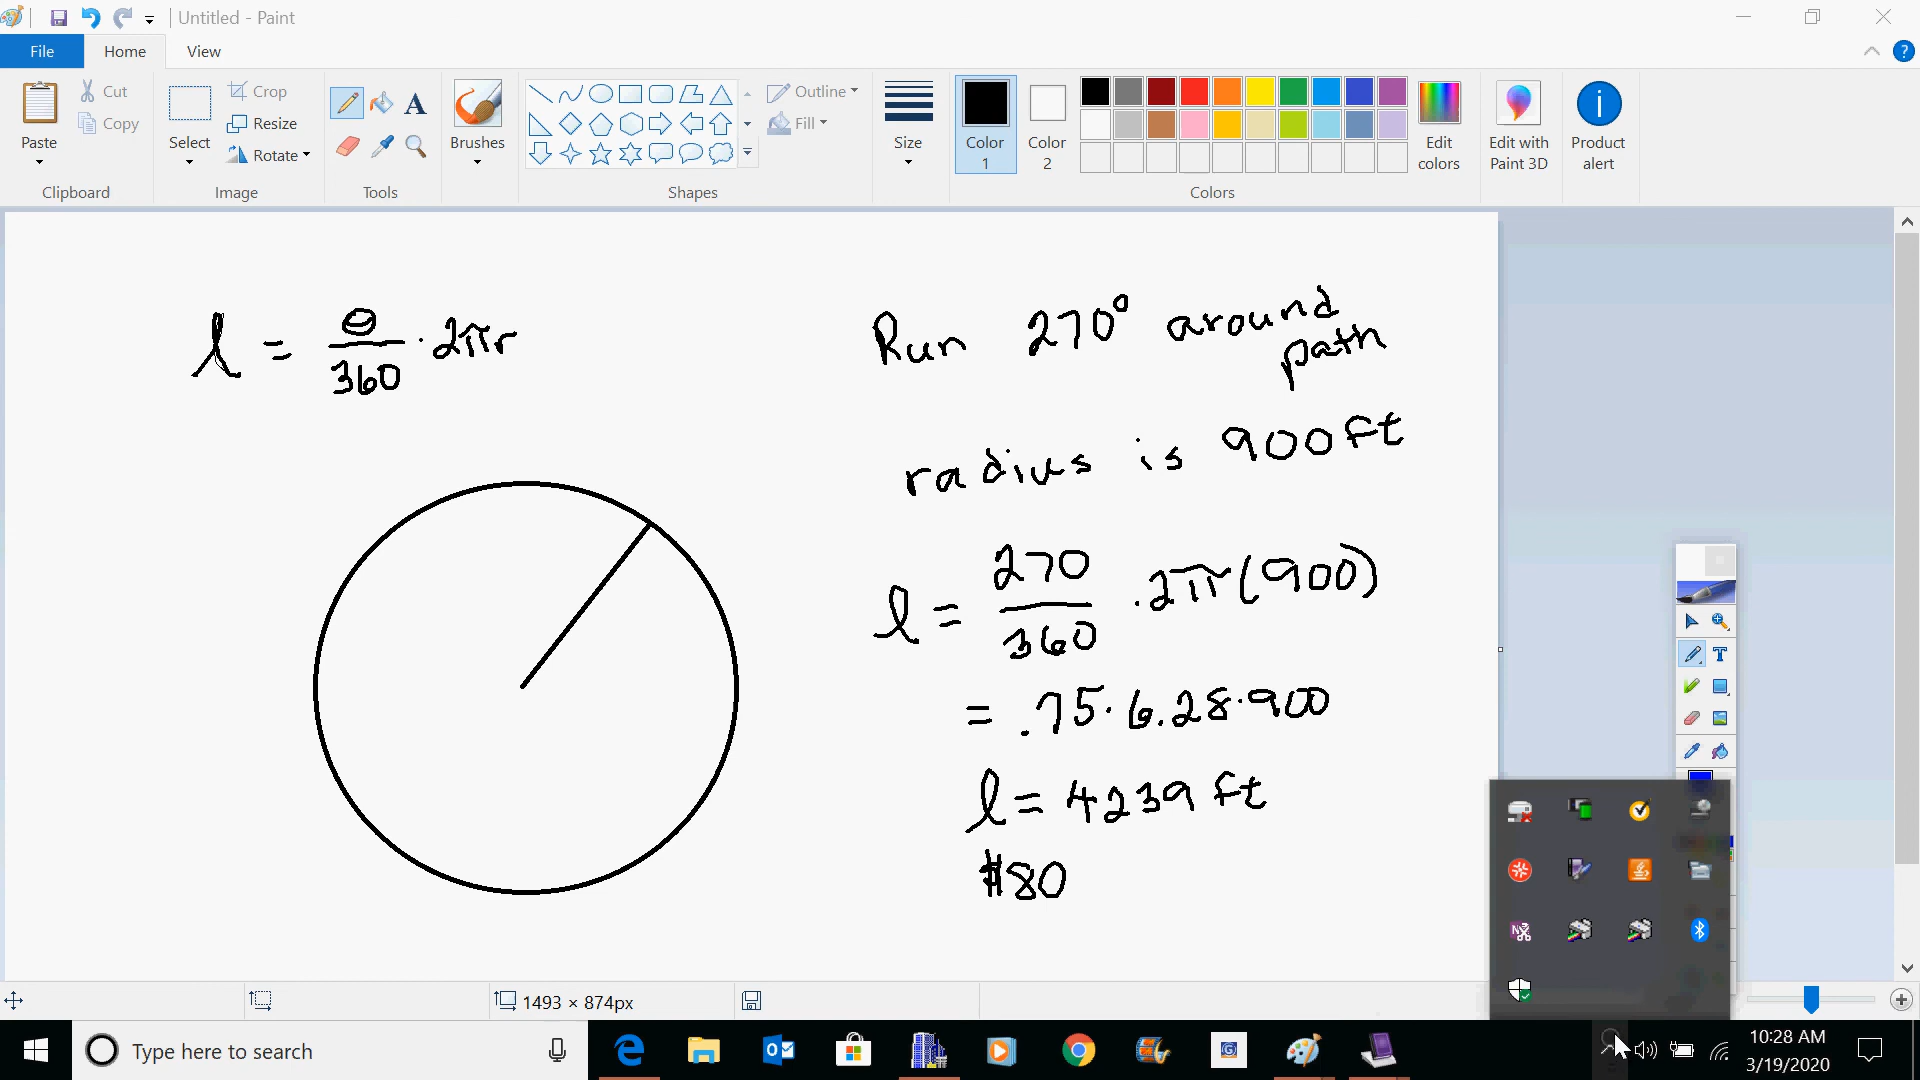 Untitled - Paint
File
Home
View
Paste
Cut
Copy
Clipboard
Select
Crop
Resize
Rotate
Image
Tools
Brushes
Outline
Fill
Shapes
Size
Color 1
Color 2
Edit colors
Colors
Edit with Paint 3D
Product alert
l = θ/360 · 2πr
Run 270° around
path
radius is 900ft
l = 270/360 · 2πr(900)
= .75 · 6.28 · 900
l = 4239 ft
#80
1493 × 874px
Type here to search
10:28 AM
3/19/2020